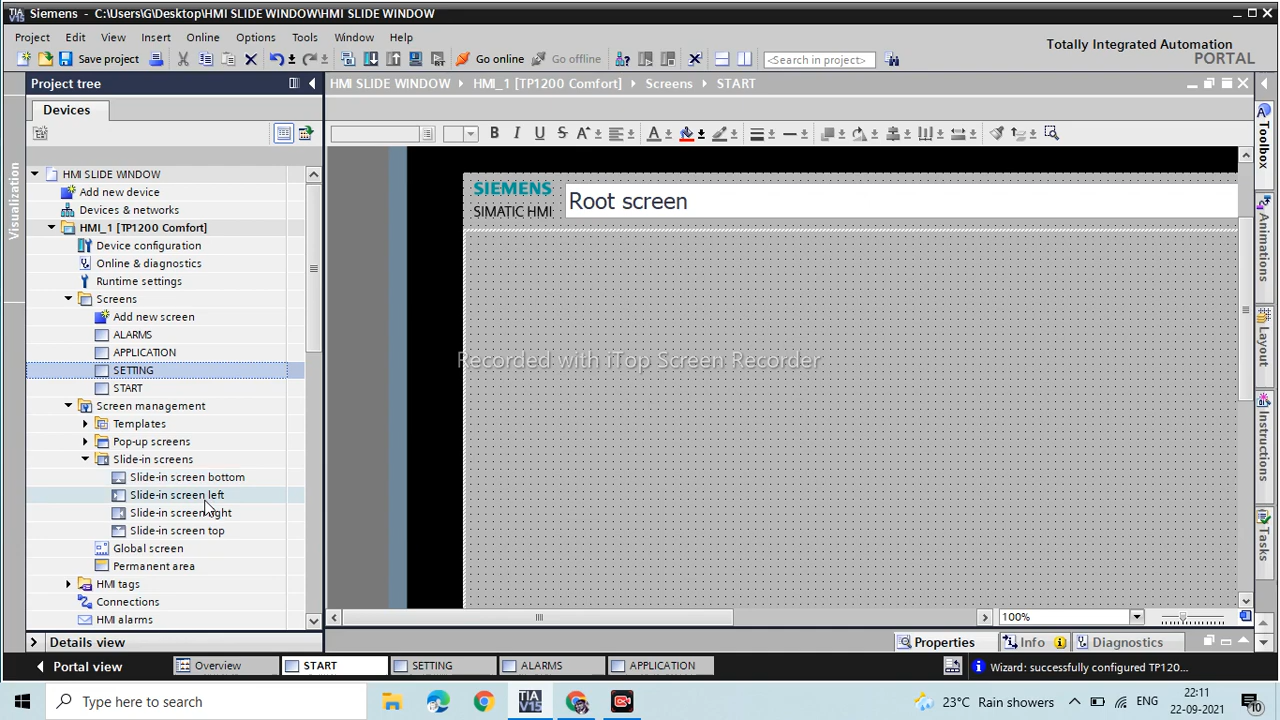 Siemens - C:\Users\G\Desktop\HMI SLIDE WINDOW\HMI SLIDE WINDOW
TIA V15
Project Edit View Insert Online Options Tools Window Help
Totally Integrated Automation
PORTAL
Save project
Go online
Go offline
<Search in project>
Project tree
HMI SLIDE WINDOW
HMI_1 [TP1200 Comfort]
Screens
START
Devices
Visualization
HMI SLIDE WINDOW
Add new device
Devices & networks
HMI_1 [TP1200 Comfort]
Device configuration
Online & diagnostics
Runtime settings
Screens
Add new screen
ALARMS
APPLICATION
SETTING
START
Screen management
Templates
Pop-up screens
Slide-in screens
Slide-in screen bottom
Slide-in screen left
Slide-in screen right
Slide-in screen top
Global screen
Permanent area
HMI tags
Connections
HMI alarms
Details view
SIEMENS
SIMATIC HMI
Root screen
Recorded with iTop Screen Recorder
Toolbox
Animations
Layout
Instructions
Tasks
100%
Properties
Info
Diagnostics
Portal view
Overview
START
SETTING
ALARMS
APPLICATION
Wizard: successfully configured TP120...
Type here to search
TIA V15
23°C Rain showers
ENG
22:11
22-09-2021
10